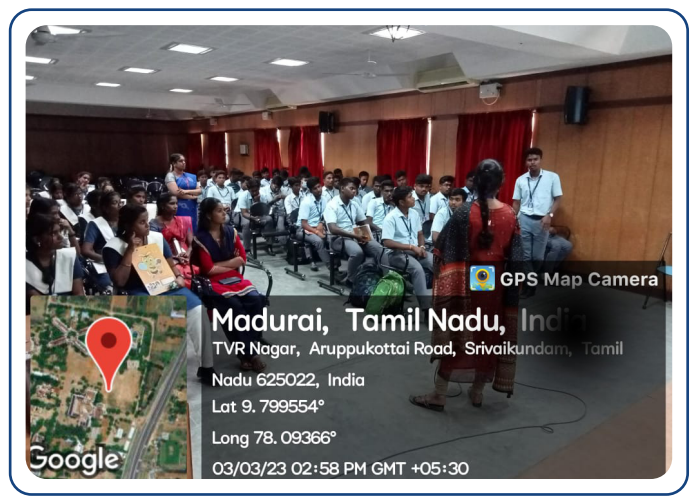 GPS Map Camera
Madurai, Tamil Nadu, India
TVR Nagar, Aruppukottai Road, Srivaikundam, Tamil
Nadu 625022, India
Lat 9.799554°
Long 78.09366°
03/03/23 02:58 PM GMT +05:30
Google